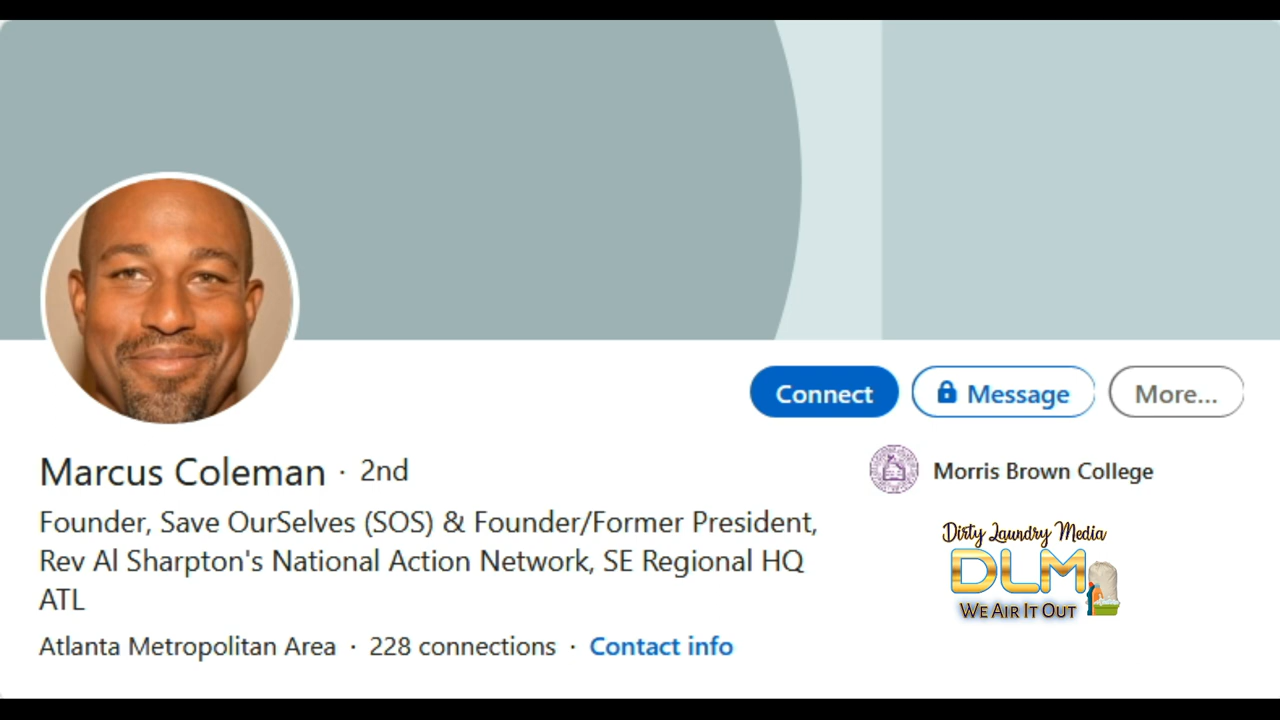 Connect
Message
More...
Marcus Coleman · 2nd
Morris Brown College
Founder, Save OurSelves (SOS) & Founder/Former President,
Rev Al Sharpton's National Action Network, SE Regional HQ
ATL
Dirty Laundry Media
DLM
WE AIR IT OUT
Atlanta Metropolitan Area · 228 connections · Contact info